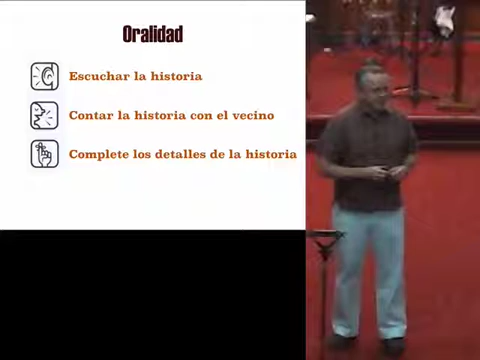 Oralidad
Escuchar la historia
Contar la historia con el vecino
Complete los detalles de la historia